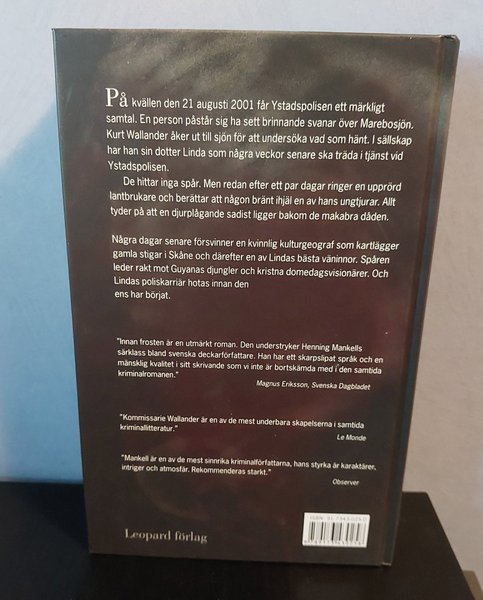 På kvällen den 21 augusti 2001 får Ystadspolisen ett märkligt
samtal. En person påstår sig ha sett brinnande svanar över Marebosjön.
Kurt Wallander åker ut till sjön för att undersöka vad som hänt. I sällskap
har han sin dotter Linda som några veckor senare ska träda i tjänst vid
Ystadspolisen.
De hittar inga spår. Men redan efter ett par dagar ringer en upprörd
lantbrukare och berättar att någon bränt ihjäl en av hans ungtjurar. Allt
tyder på att en djurplågande sadist ligger bakom de makabra dåden.
Några dagar senare försvinner en kvinnlig kulturgeograf som kartlägger
gamla stigar i Skåne och därefter en av Lindas bästa väninnor. Spåren
leder rakt mot Guyanas djungler och kristna domedagsvisionärer. Och
Lindas poliskarriär hotas innan den
ens har börjat.
"Innan frosten är en utmärkt roman. Den understryker Henning Mankells
särklass bland svenska deckarförfattare. Han har ett skarpslipat språk och en
mänsklig kvalitet i sitt skrivande som vi inte är bortskämda med i den samtida
kriminalromanen."
Magnus Eriksson, Svenska Dagbladet
"Kommissarie Wallander är en av de mest underbara skapelserna i samtida
kriminallitteratur."
Le Monde
"Mankell är en av de mest sinnrika kriminalförfattarna, hans styrka är karaktärer,
intriger och atmosfär. Rekommenderas starkt."
Observer
Leopard förlag